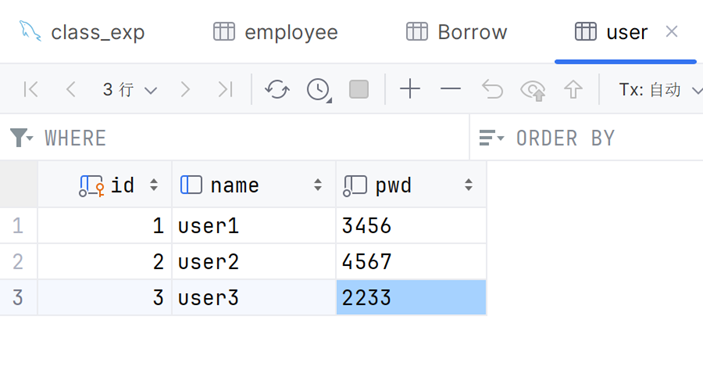 class_exp employee Borrow user
3 行 Tx: 自动
WHERE ORDER BY
id name pwd
1 1 user1 3456
2 2 user2 4567
3 3 user3 2233